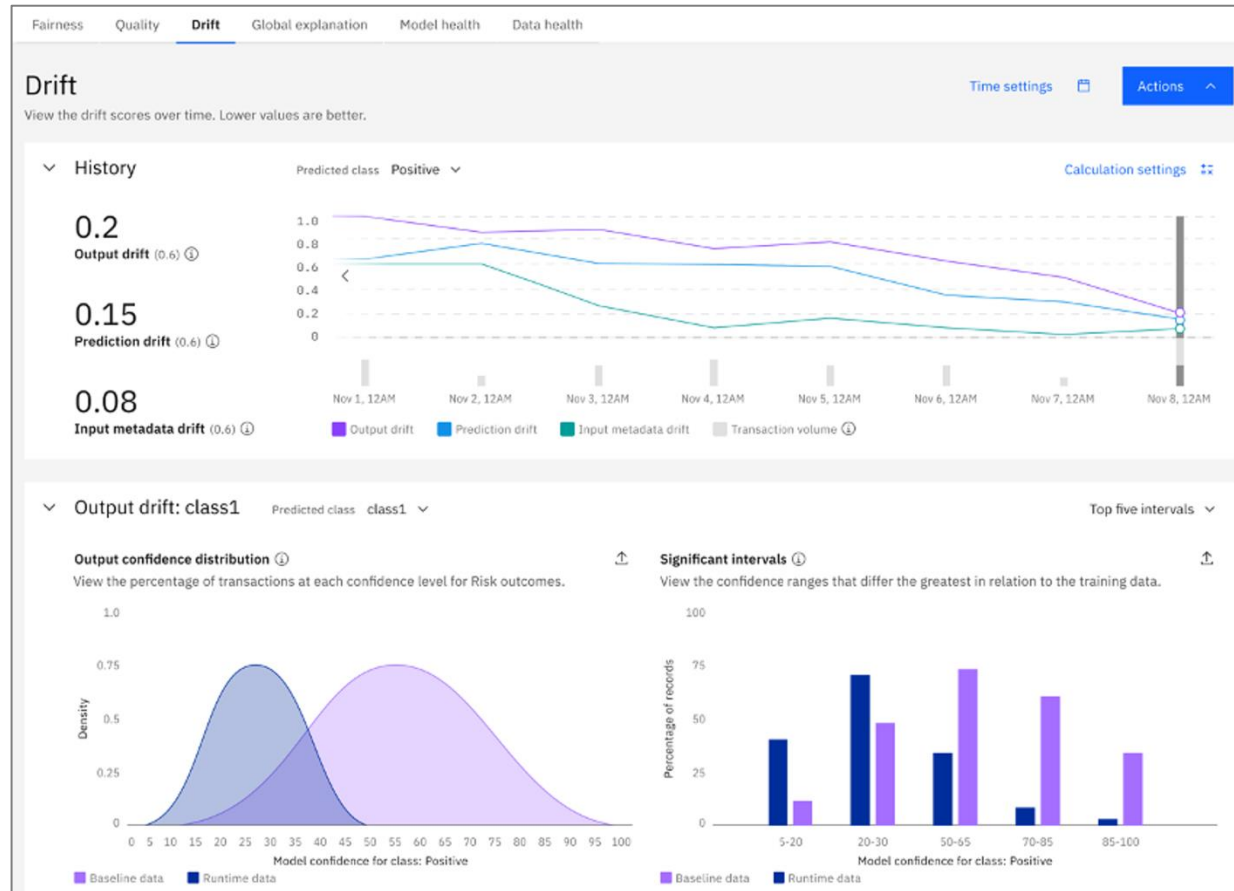 Fairness Quality Drift Global explanation Model health Data health
Drift
Time settings
Actions
View the drift scores over time. Lower values are better.
History
Predicted class Positive
Calculation settings
0.2
Output drift (0.6)
0.15
Prediction drift (0.6)
0.08
Input metadata drift (0.6)
1.0
0.8
0.6
0.4
0.2
0
Nov 1, 12AM Nov 2, 12AM Nov 3, 12AM Nov 4, 12AM Nov 5, 12AM Nov 6, 12AM Nov 7, 12AM Nov 8, 12AM
Output drift Prediction drift Input metadata drift Transaction volume
Output drift: class1
Predicted class class1
Top five intervals
Output confidence distribution
View the percentage of transactions at each confidence level for Risk outcomes.
1.0
0.75
0.5
0.25
0
Density
0 5 10 15 20 25 30 35 40 45 50 55 60 65 70 75 80 85 90 95 100
Model confidence for class: Positive
Baseline data Runtime data
Significant intervals
View the confidence ranges that differ the greatest in relation to the training data.
100
75
50
25
0
Percentage of records
5-20 20-30 50-65 70-85 85-100
Model confidence for class: Positive
Baseline data Runtime data